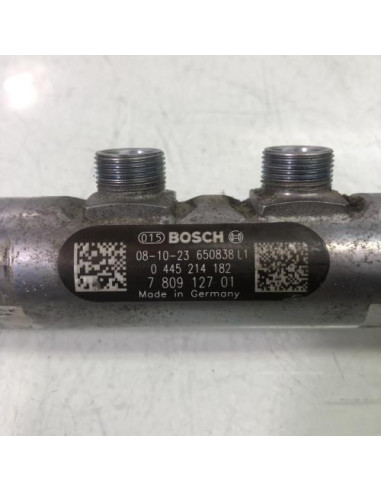 015 BOSCH
08-10-23 650838 L1
0 445 214 182
7 809 127 01
Made in Germany